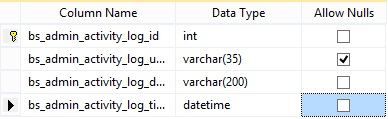 Column Name Data Type Allow Nulls
bs_admin_activity_log_id int
bs_admin_activity_log_u... varchar(35)
bs_admin_activity_log_d... varchar(200)
bs_admin_activity_log_ti... datetime